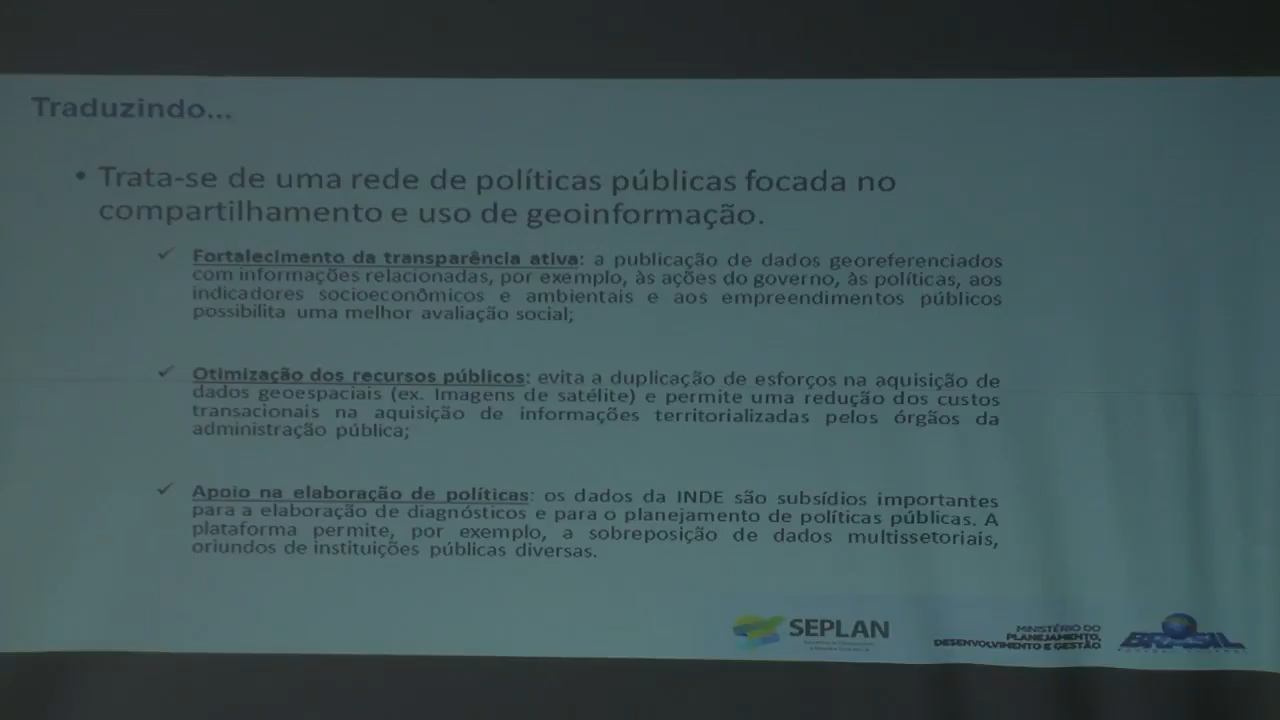 Traduzindo...
• Trata-se de uma rede de políticas públicas focada no
compartilhamento e uso de geoinformação.
✓ Fortalecimento da transparência ativa: a publicação de dados georeferenciados
com informações relacionadas, por exemplo, às ações do governo, às políticas, aos
indicadores socioeconômicos e ambientais e aos empreendimentos públicos
possibilita uma melhor avaliação social;
✓ Otimização dos recursos públicos: evita a duplicação de esforços na aquisição de
dados geoespaciais (ex. Imagens de satélite) e permite uma redução dos custos
transacionais na aquisição de informações territorializadas pelos órgãos da
administração pública;
✓ Apoio na elaboração de políticas: os dados da INDE são subsídios importantes
para a elaboração de diagnósticos e para o planejamento de políticas públicas. A
plataforma permite, por exemplo, a sobreposição de dados multissetoriais,
oriundos de instituições públicas diversas.
SEPLAN
MINISTÉRIO DO
PLANEJAMENTO,
DESENVOLVIMENTO E GESTÃO
BRASIL